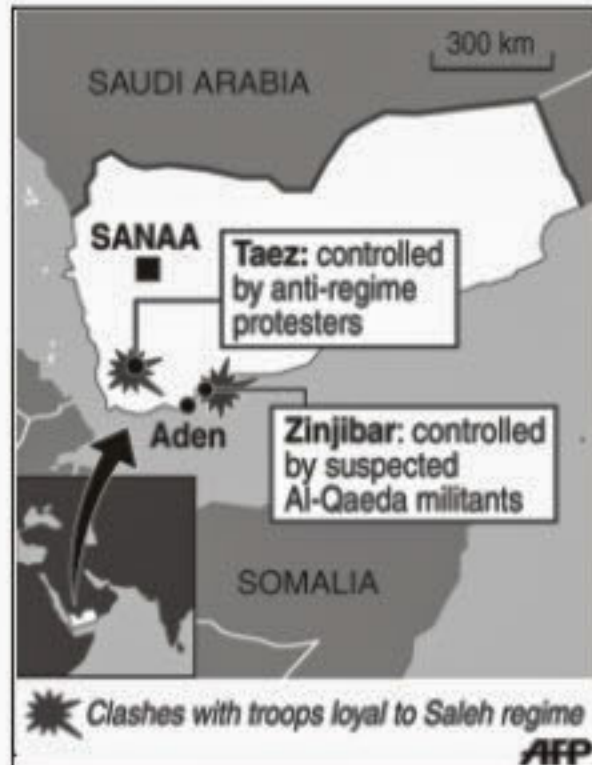 300 km
SAUDI ARABIA
SANAA
Taez: controlled
by anti-regime
protesters
Aden
Zinjibar: controlled
by suspected
Al-Qaeda militants
SOMALIA
Clashes with troops loyal to Saleh regime
AFP